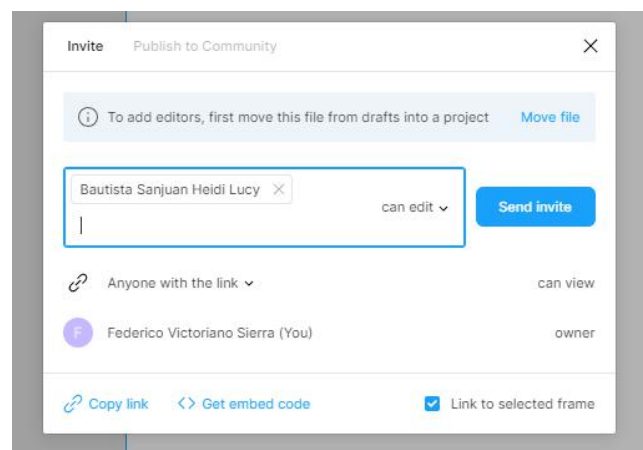 Invite Publish to Community
To add editors, first move this file from drafts into a project Move file
Bautista Sanjuan Heidi Lucy
can edit
Send invite
Anyone with the link can view
F Federico Victoriano Sierra (You) owner
Copy link <> Get embed code Link to selected frame